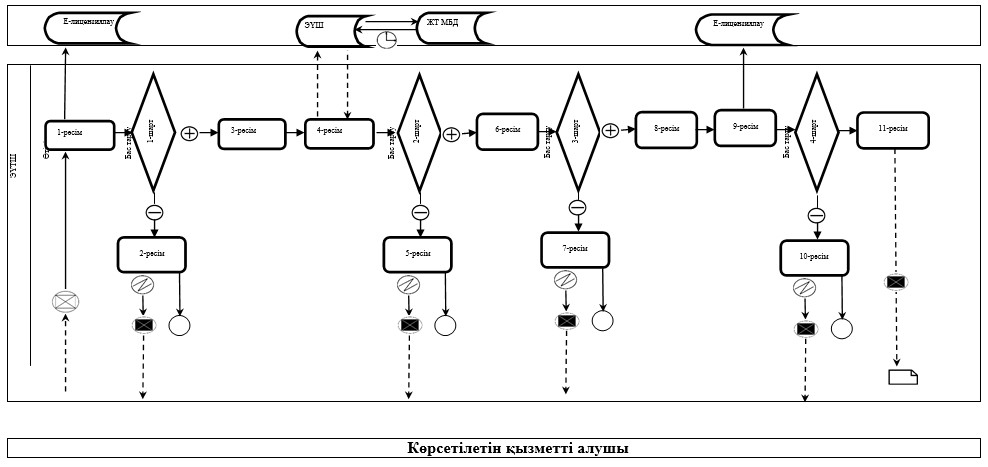 Е-лицензиялау
ЭҮШ
ЖТ МБД
Е-лицензиялау
ЭҮТШ
1-рәсім
1-шарт
3-рәсім
4-рәсім
2-шарт
6-рәсім
3-шарт
8-рәсім
9-рәсім
4-шарт
11-рәсім
2-рәсім
5-рәсім
7-рәсім
10-рәсім
Көрсетілетін қызметті алушы